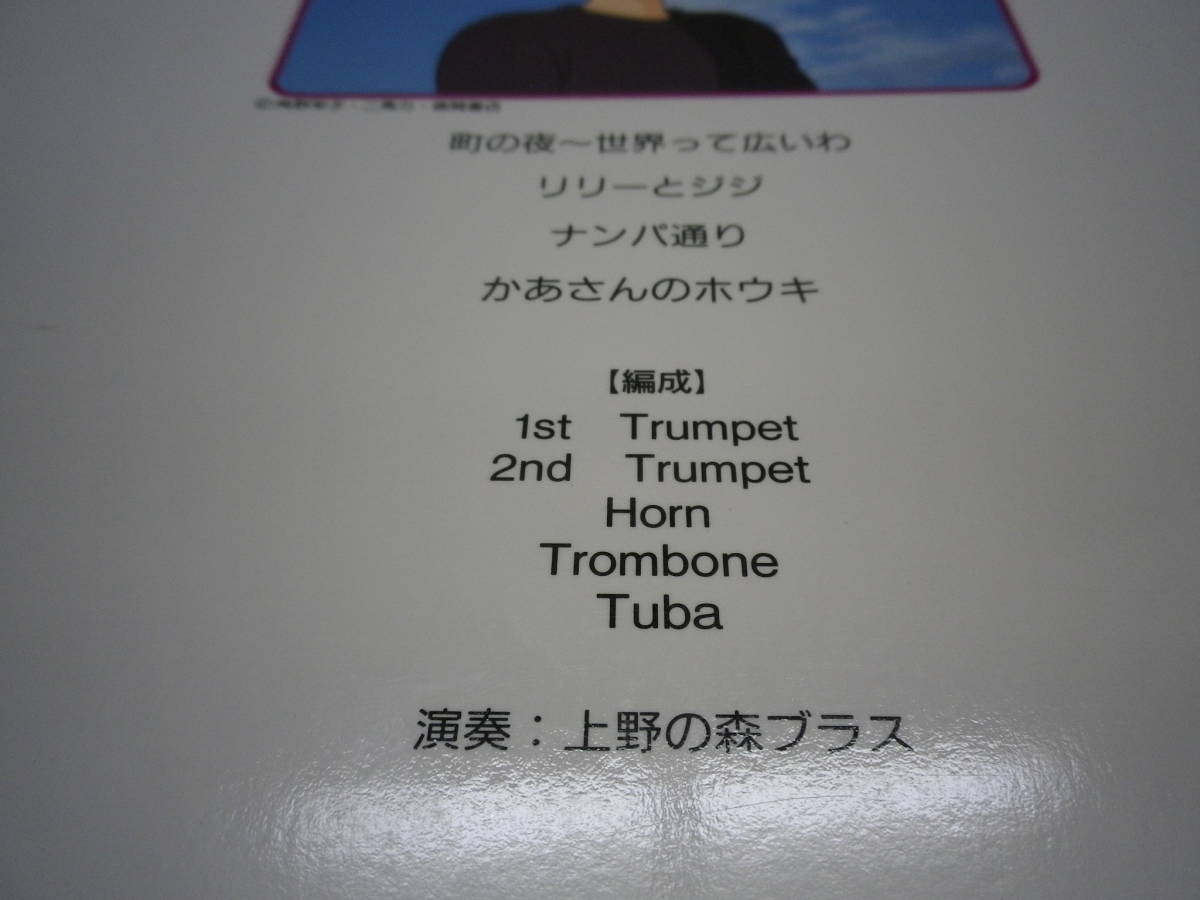 町の夜～世界って広いわ
リリーとジジ
ナンパ通り
かあさんのホウキ
【編成】
1st Trumpet
2nd Trumpet
Horn
Trombone
Tuba
演奏：上野の森ブラス